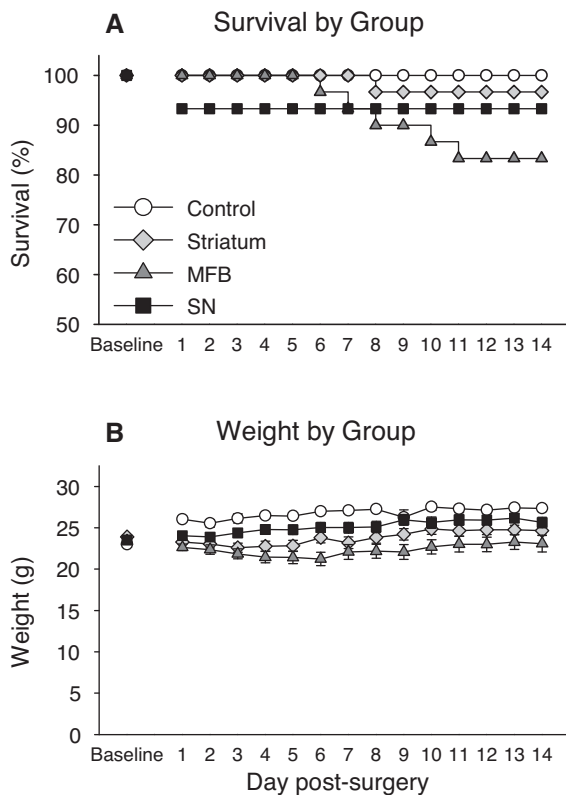 A Survival by Group
Survival (%)
100
90
80
70
60
50
Control
Striatum
MFB
SN
Baseline 1 2 3 4 5 6 7 8 9 10 11 12 13 14
B Weight by Group
Weight (g)
30
25
20
15
10
5
0
Baseline 1 2 3 4 5 6 7 8 9 10 11 12 13 14
Day post-surgery